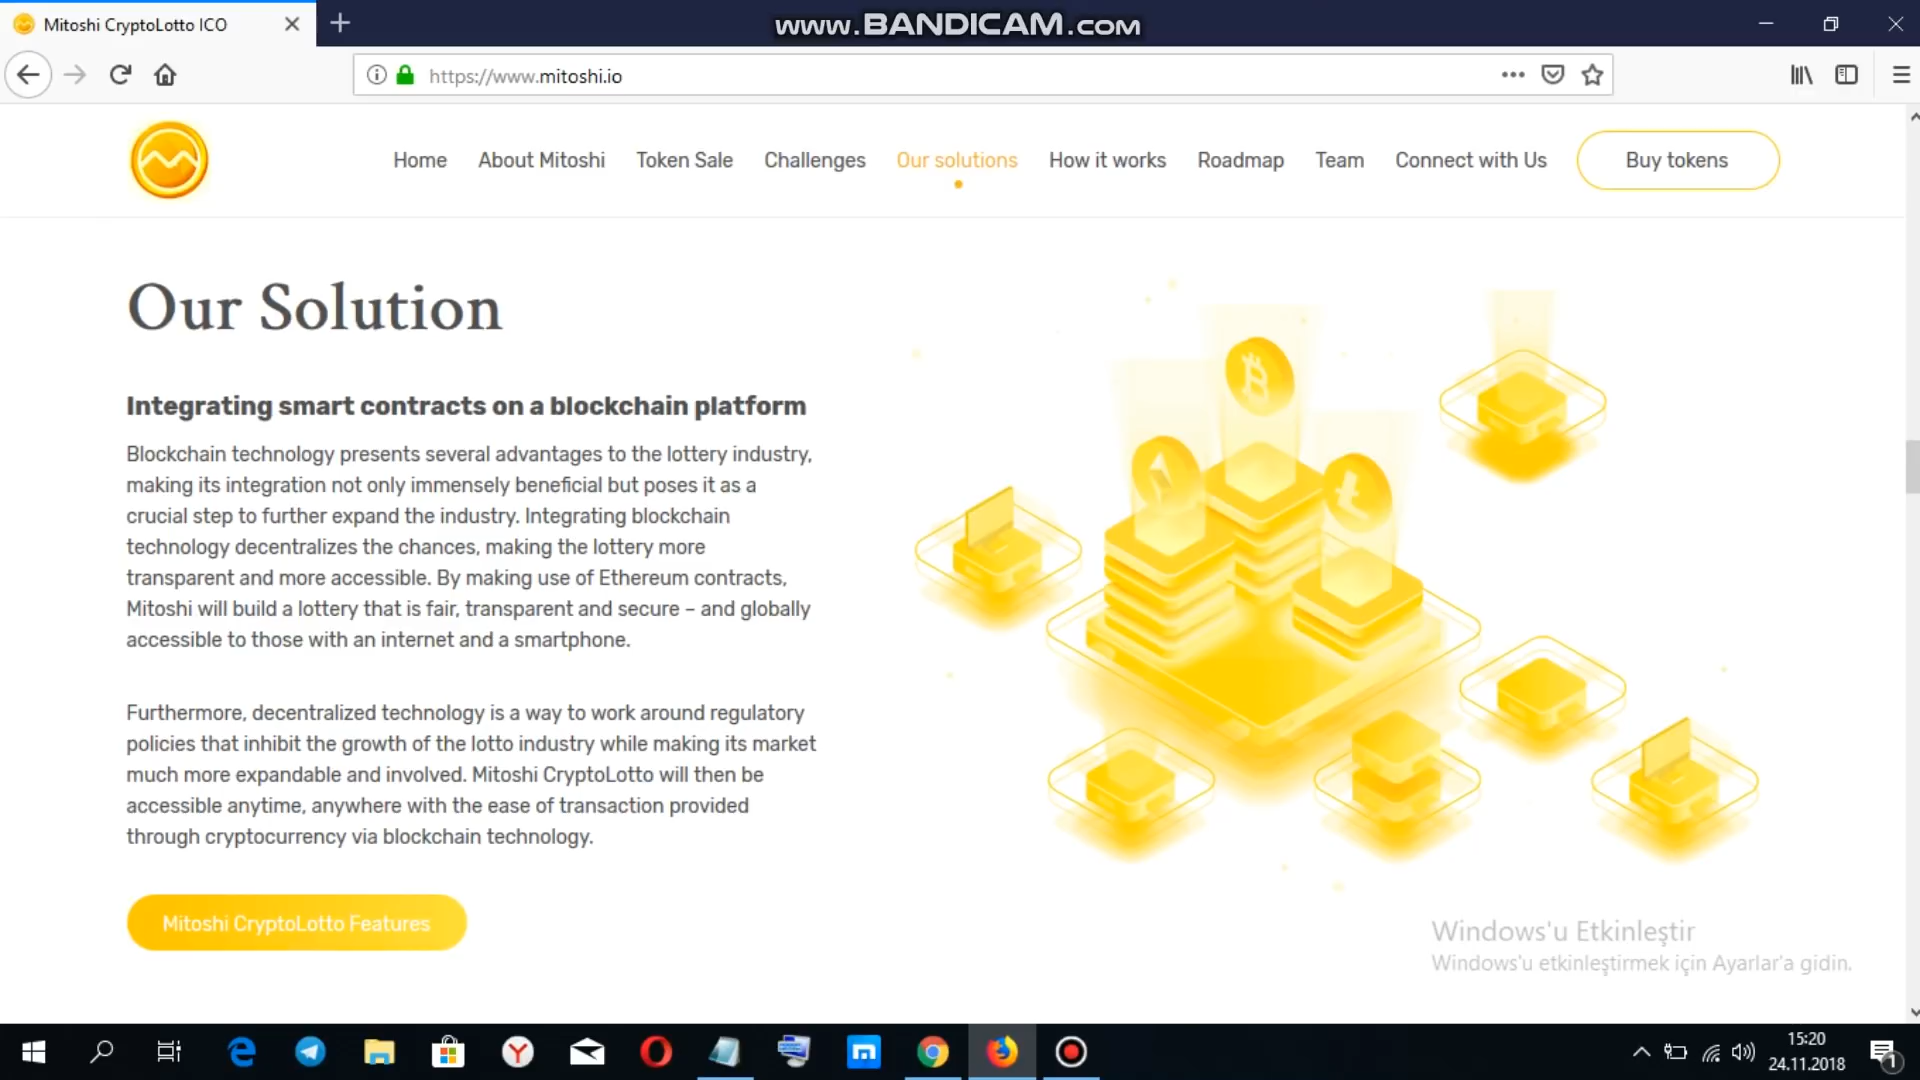 Mitoshi CryptoLotto ICO
www.BANDICAM.com
https://www.mitoshi.io
Home
About Mitoshi
Token Sale
Challenges
Our solutions
How it works
Roadmap
Team
Connect with Us
Buy tokens
Our Solution
Integrating smart contracts on a blockchain platform
Blockchain technology presents several advantages to the lottery industry,
making its integration not only immensely beneficial but poses it as a
crucial step to further expand the industry. Integrating blockchain
technology decentralizes the chances, making the lottery more
transparent and more accessible. By making use of Ethereum contracts,
Mitoshi will build a lottery that is fair, transparent and secure – and globally
accessible to those with an internet and a smartphone.
Furthermore, decentralized technology is a way to work around regulatory
policies that inhibit the growth of the lotto industry while making its market
much more expandable and involved. Mitoshi CryptoLotto will then be
accessible anytime, anywhere with the ease of transaction provided
through cryptocurrency via blockchain technology.
Mitoshi CryptoLotto Features
Windows'u Etkinleştir
Windows'u etkinleştirmek için Ayarlar'a gidin.
15:20
24.11.2018
1